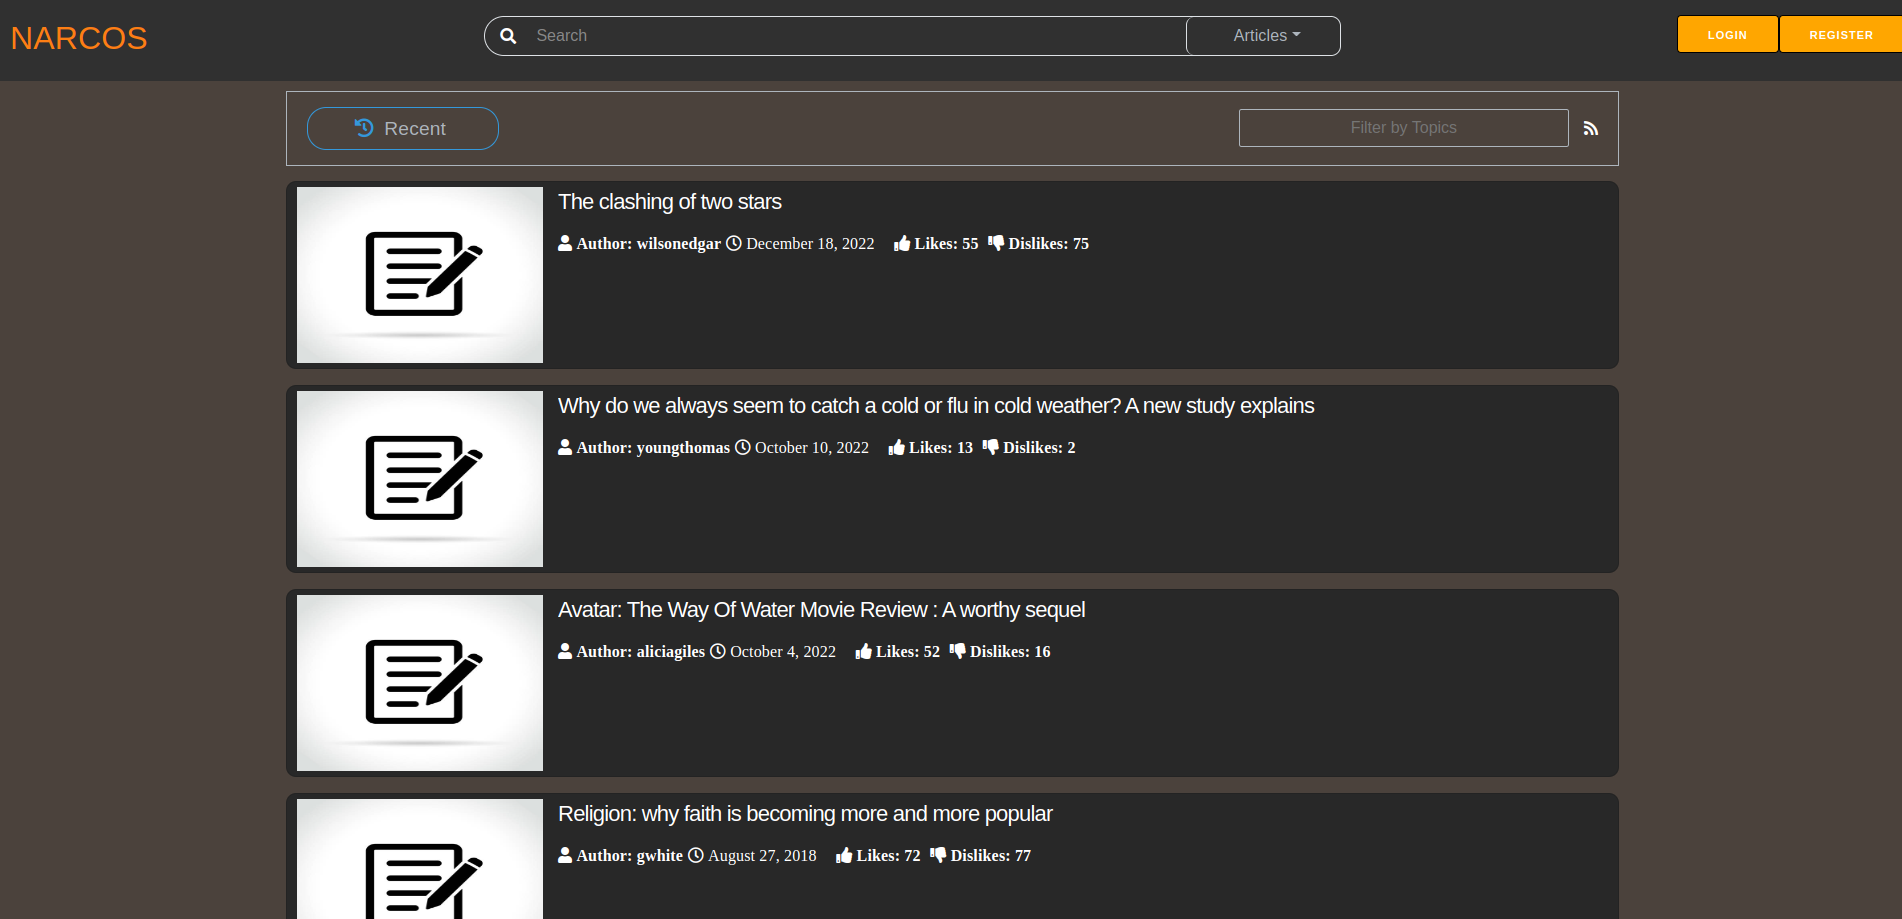 NARCOS
Search
Articles
LOGIN
REGISTER
Recent
Filter by Topics
The clashing of two stars
Author: wilsonedgar December 18, 2022 Likes: 55 Dislikes: 75
Why do we always seem to catch a cold or flu in cold weather? A new study explains
Author: youngthomas October 10, 2022 Likes: 13 Dislikes: 2
Avatar: The Way Of Water Movie Review : A worthy sequel
Author: aliciagiles October 4, 2022 Likes: 52 Dislikes: 16
Religion: why faith is becoming more and more popular
Author: gwhite August 27, 2018 Likes: 72 Dislikes: 77